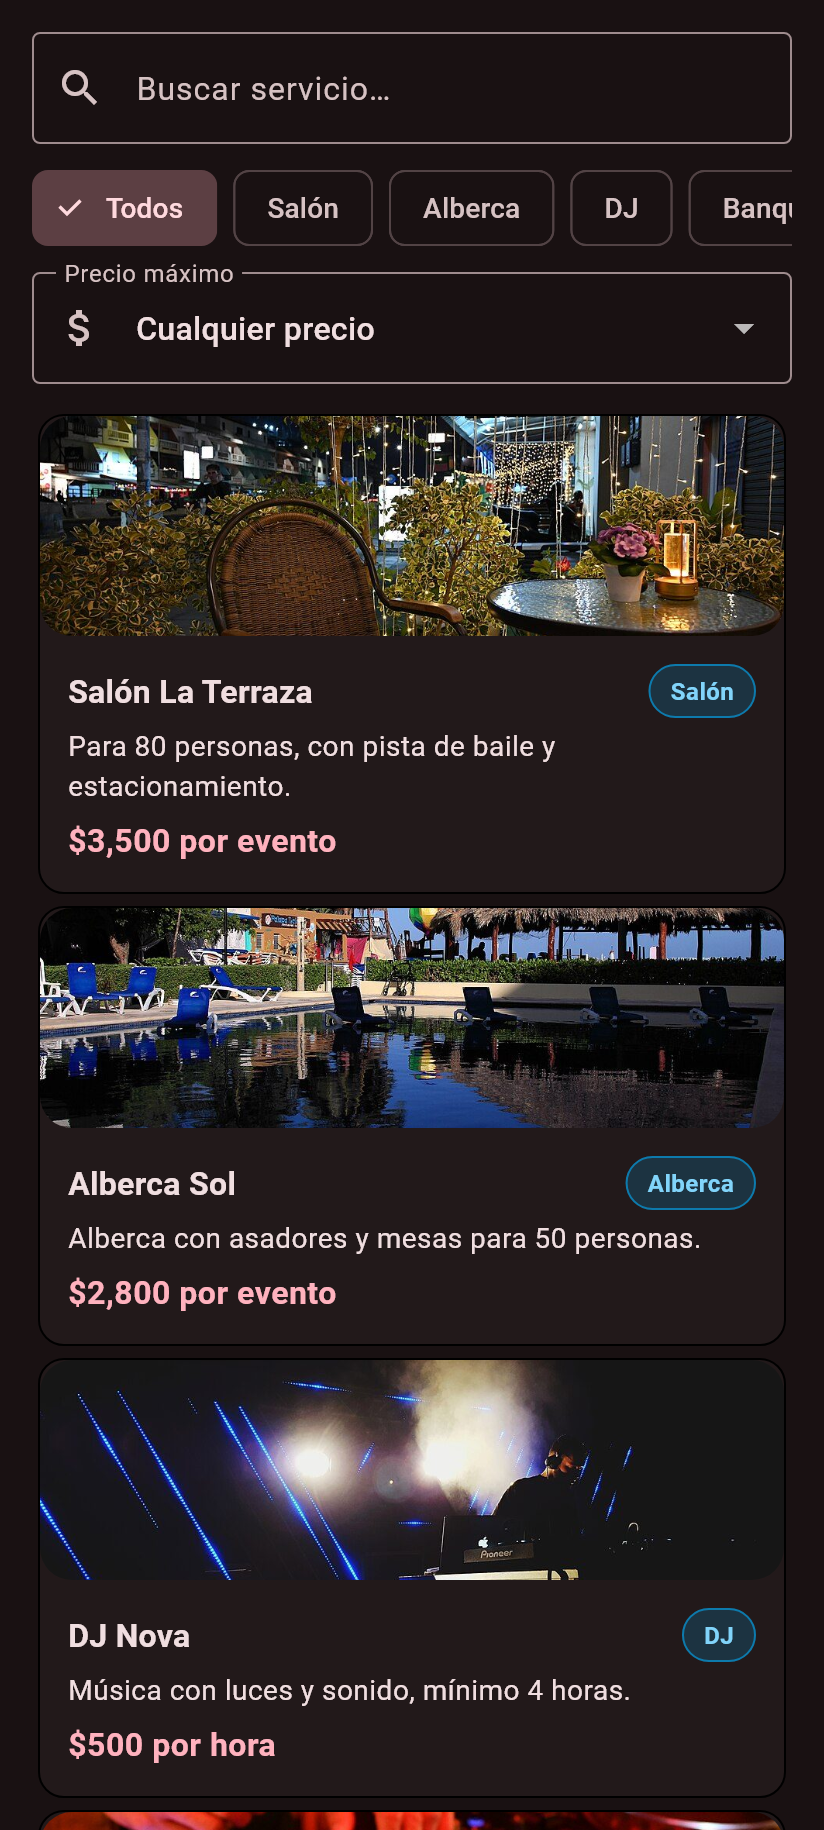 Buscar servicio…
Todos
Salón
Alberca
DJ
Banqu
Precio máximo
$ Cualquier precio
Salón La Terraza
Salón
Para 80 personas, con pista de baile y
estacionamiento.
$3,500 por evento
Alberca Sol
Alberca
Alberca con asadores y mesas para 50 personas.
$2,800 por evento
Pioneer
DJ Nova
DJ
Música con luces y sonido, mínimo 4 horas.
$500 por hora